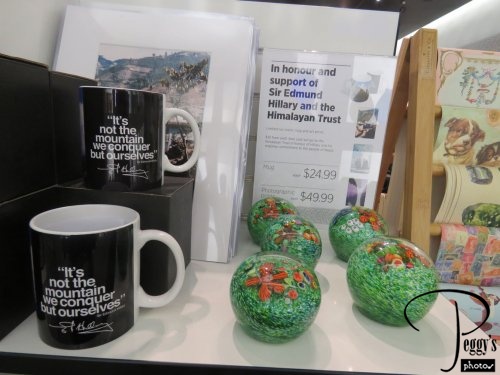 In honour and
support of
Sir Edmund
Hillary and the
Himalayan Trust
Mug
$24.99
Photographic
$49.99
"It's
not the
mountain
we conquer
but ourselves"
"It's
not the
mountain
we conquer
but ourselves"
Peggy's
photos